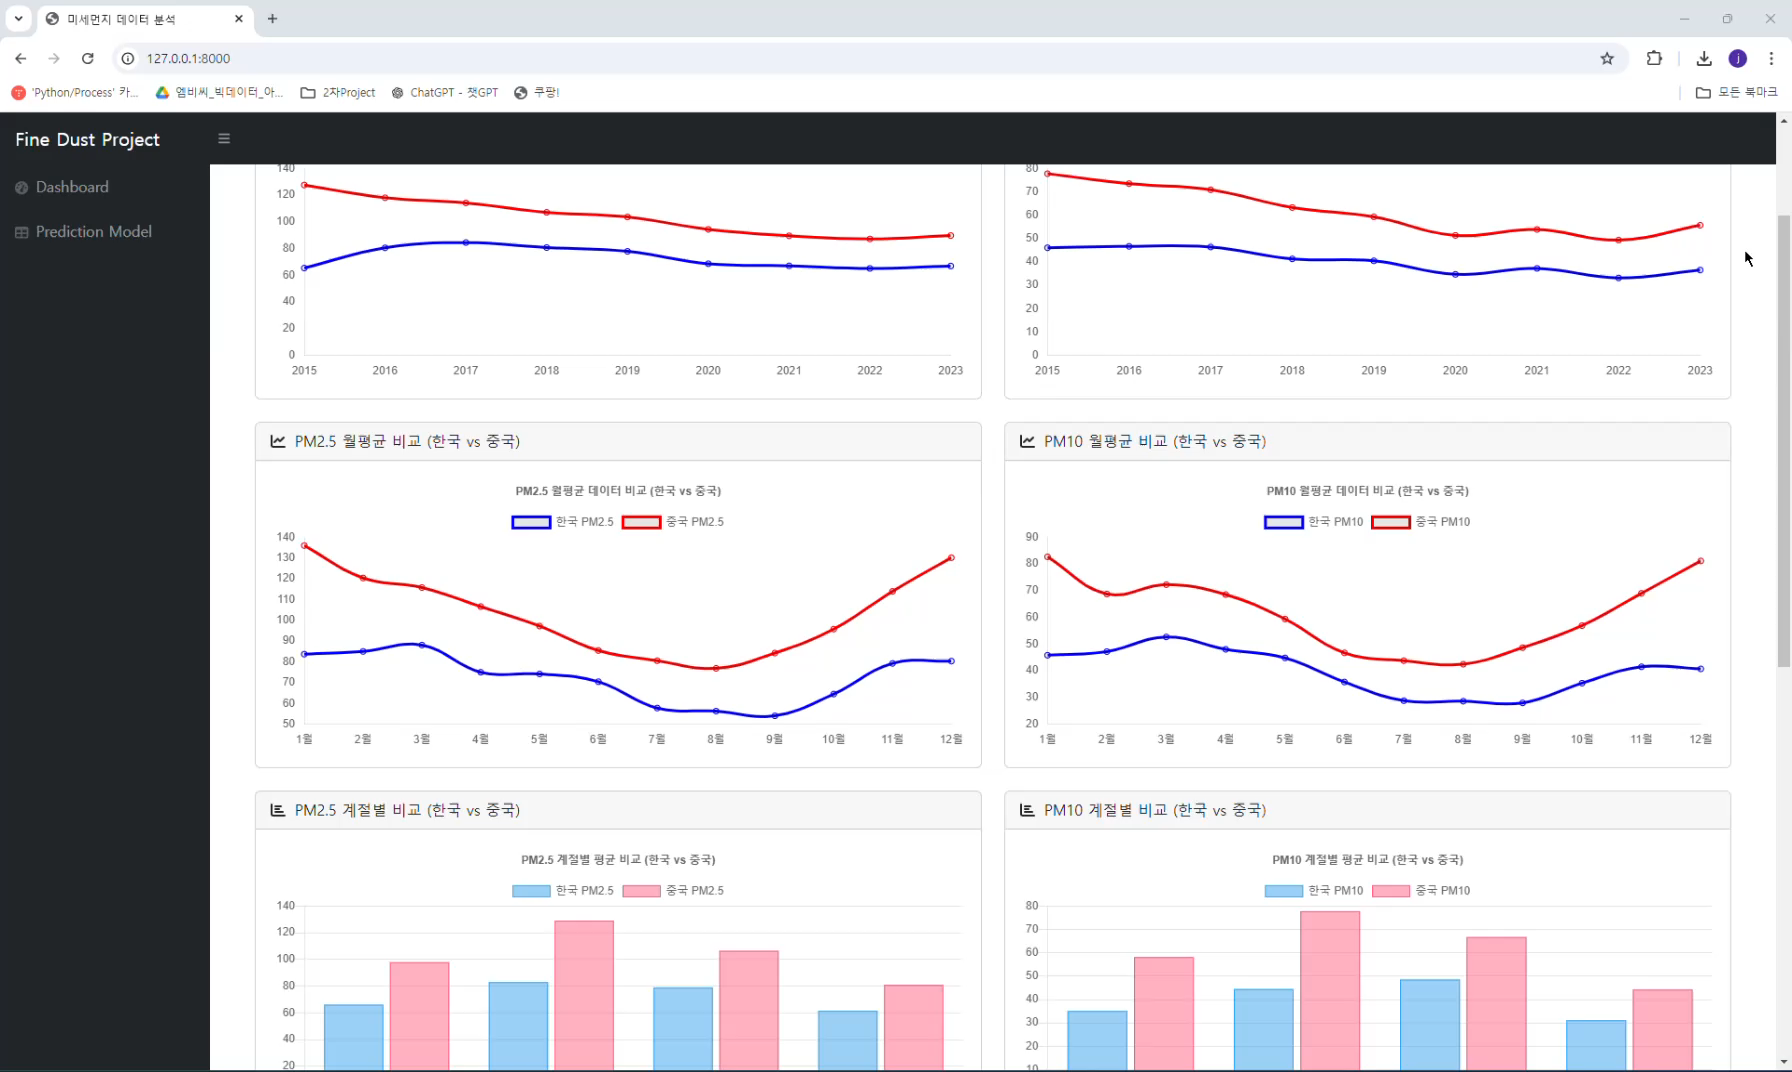 미세먼지 데이터 분석
127.0.0.1:8000
'Python/Process' 카...
엠비씨_빅데이터_아...
2차Project
ChatGPT - 챗GPT
쿠팡!
모든 북마크
j
Fine Dust Project
Dashboard
Prediction Model
140
120
100
80
60
40
20
0
2015 2016 2017 2018 2019 2020 2021 2022 2023
80
70
60
50
40
30
20
10
0
2015 2016 2017 2018 2019 2020 2021 2022 2023
PM2.5 월평균 비교 (한국 vs 중국)
PM2.5 월평균 데이터 비교 (한국 vs 중국)
한국 PM2.5 중국 PM2.5
140
130
120
110
100
90
80
70
60
50
1월 2월 3월 4월 5월 6월 7월 8월 9월 10월 11월 12월
PM10 월평균 비교 (한국 vs 중국)
PM10 월평균 데이터 비교 (한국 vs 중국)
한국 PM10 중국 PM10
90
80
70
60
50
40
30
20
1월 2월 3월 4월 5월 6월 7월 8월 9월 10월 11월 12월
PM2.5 계절별 비교 (한국 vs 중국)
PM2.5 계절별 평균 비교 (한국 vs 중국)
한국 PM2.5 중국 PM2.5
140
120
100
80
60
40
20
PM10 계절별 비교 (한국 vs 중국)
PM10 계절별 평균 비교 (한국 vs 중국)
한국 PM10 중국 PM10
80
70
60
50
40
30
20
10